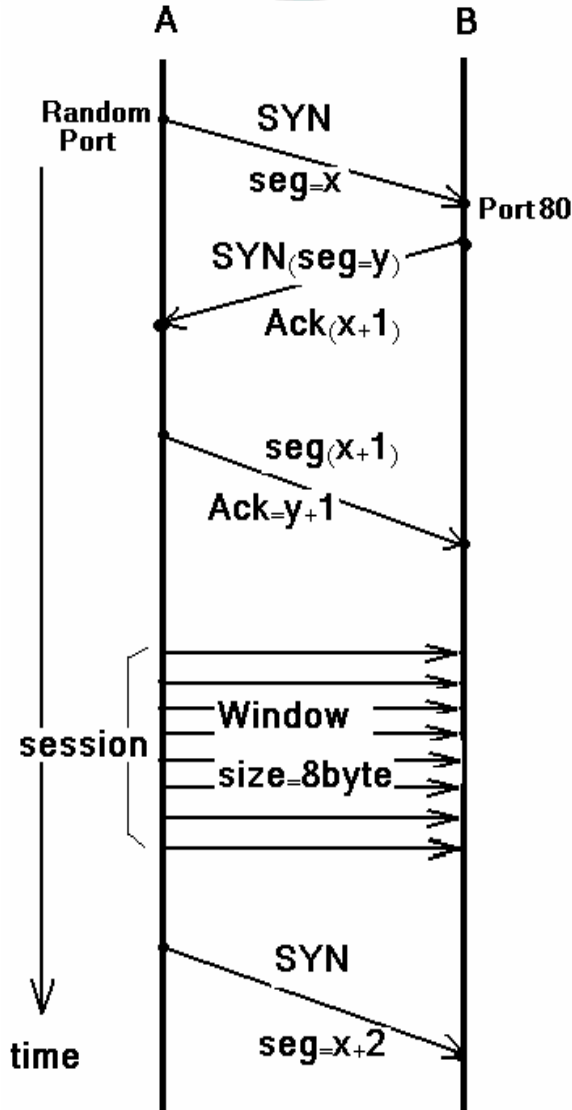 A
B
Random
Port
SYN
seg=x
Port 80
SYN(seg=y)
Ack(x+1)
seg(x+1)
Ack=y+1
Window
session
size=8byte
SYN
seg=x+2
time